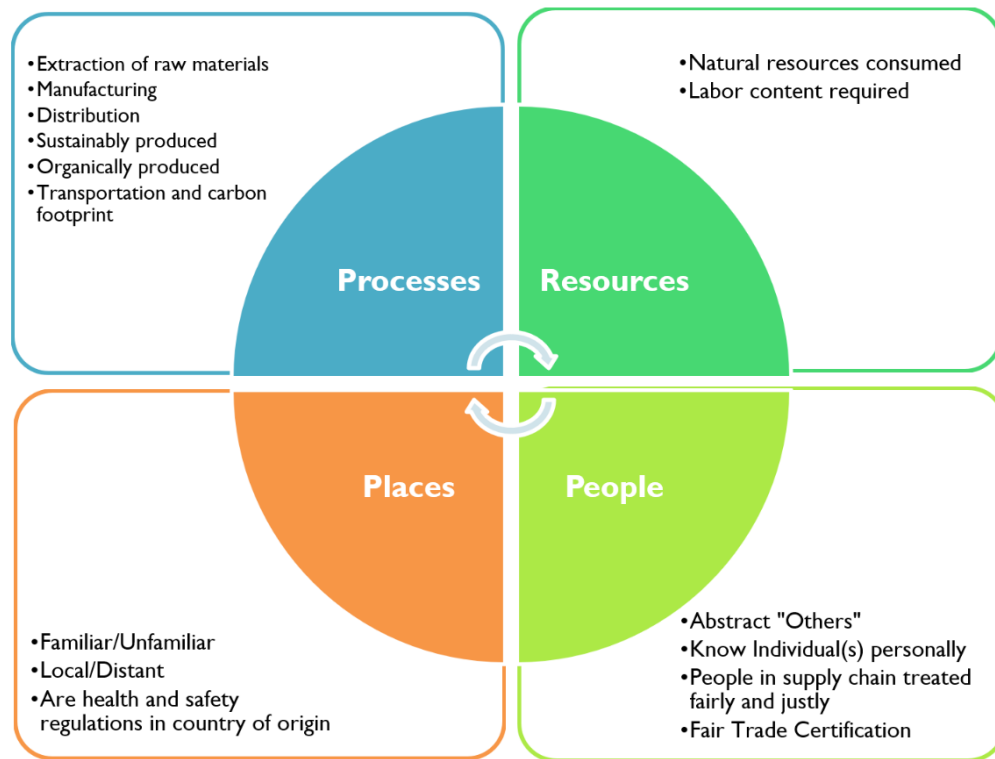 •Extraction of raw materials
•Manufacturing
•Distribution
•Sustainably produced
•Organically produced
•Transportation and carbon
footprint
•Natural resources consumed
•Labor content required
Processes
Resources
Places
People
•Familiar/Unfamiliar
•Local/Distant
•Are health and safety
regulations in country of origin
•Abstract "Others"
•Know Individual(s) personally
•People in supply chain treated
fairly and justly
•Fair Trade Certification